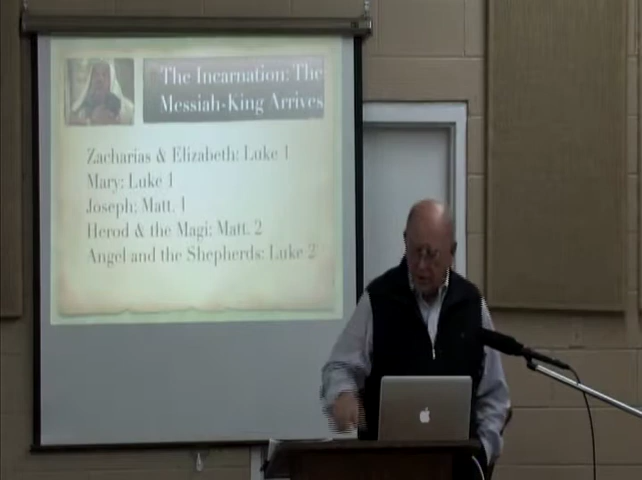 The Incarnation: The
Messiah-King Arrives
Zacharias & Elizabeth: Luke 1
Mary: Luke 1
Joseph: Matt. 1
Herod & the Magi: Matt. 2
Angel and the Shepherds: Luke 2